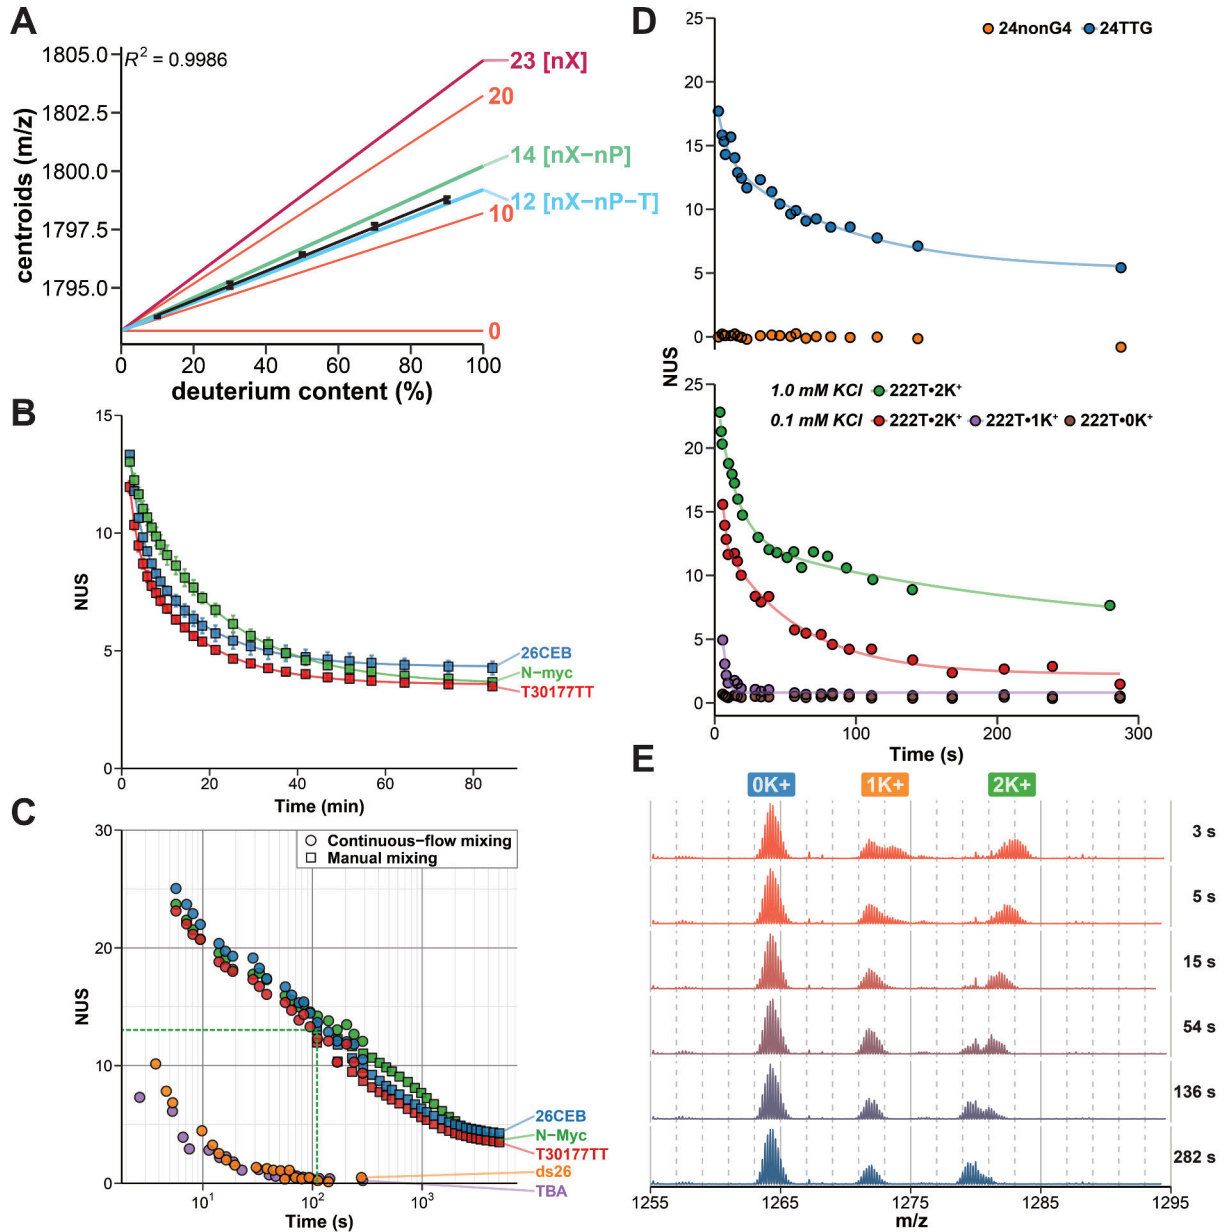 A
R² = 0.9986
centroids (m/z)
1805.0
1802.5
1800.0
1797.5
1795.0
23 [nX]
20
14 [nX−nP]
12 [nX−nP−T]
10
0
0 20 40 60 80 100
deuterium content (%)
B
NUS
15
10
5
0
26CEB
N-myc
T30177TT
0 20 40 60 80
Time (min)
C
Continuous−flow mixing
Manual mixing
NUS
30
20
10
0
26CEB
N−Myc
T30177TT
ds26
TBA
10¹ 10² 10³
Time (s)
D
24nonG4 24TTG
25
20
15
10
5
0
NUS
1.0 mM KCl 222T•2K⁺
0.1 mM KCl 222T•2K⁺ 222T•1K⁺ 222T•0K⁺
25
20
15
10
5
0
0 100 200 300
Time (s)
E
0K+ 1K+ 2K+
3 s
5 s
15 s
54 s
136 s
282 s
1255 1265 1275 1285 1295
m/z